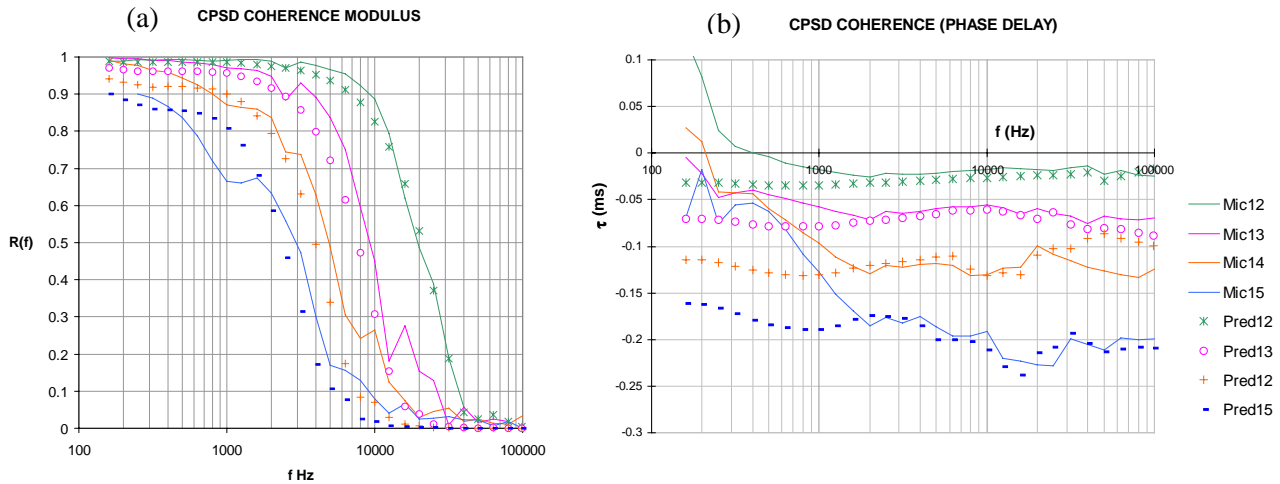 (a)
CPSD COHERENCE MODULUS
1
0.9
0.8
0.7
0.6
0.5
0.4
0.3
0.2
0.1
0
R(f)
100 1000 10000 100000
f Hz
(b)
CPSD COHERENCE (PHASE DELAY)
0.1
0.05
0
-0.05
-0.1
-0.15
-0.2
-0.25
-0.3
τ (ms)
f (Hz)
100 1000 10000 100000
Mic12
Mic13
Mic14
Mic15
Pred12
Pred13
Pred12
Pred15